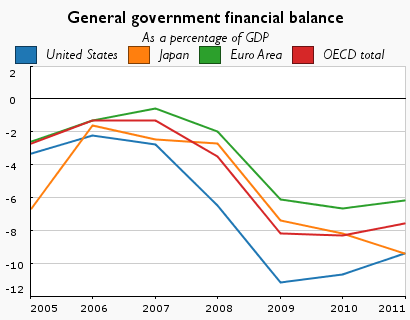 General government financial balance
As a percentage of GDP
United States Japan Euro Area OECD total
2
0
-2
-4
-6
-8
-10
-12
2005 2006 2007 2008 2009 2010 2011